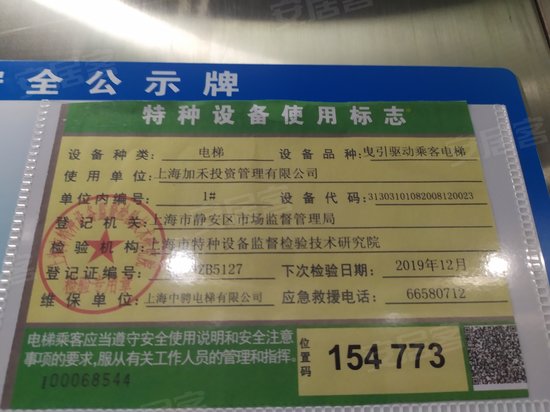 全公示牌
特种设备使用标志
设备种类： 电梯 设备品种： 曳引驱动乘客电梯
使用单位： 上海加禾投资管理有限公司
单位内编号： 1# 设备代码： 31303101082008120023
登记机关： 上海市静安区市场监督管理局
检验机构： 上海市特种设备监督检验技术研究院
登记证编号： ZB5127 下次检验日期： 2019年12月
维保单位： 上海中骋电梯有限公司 应急救援电话： 66580712
电梯乘客应当遵守安全使用说明和安全注意
事项的要求，服从有关工作人员的管理和指挥。
位置码 154 773
100068544
检验专用章
安居客